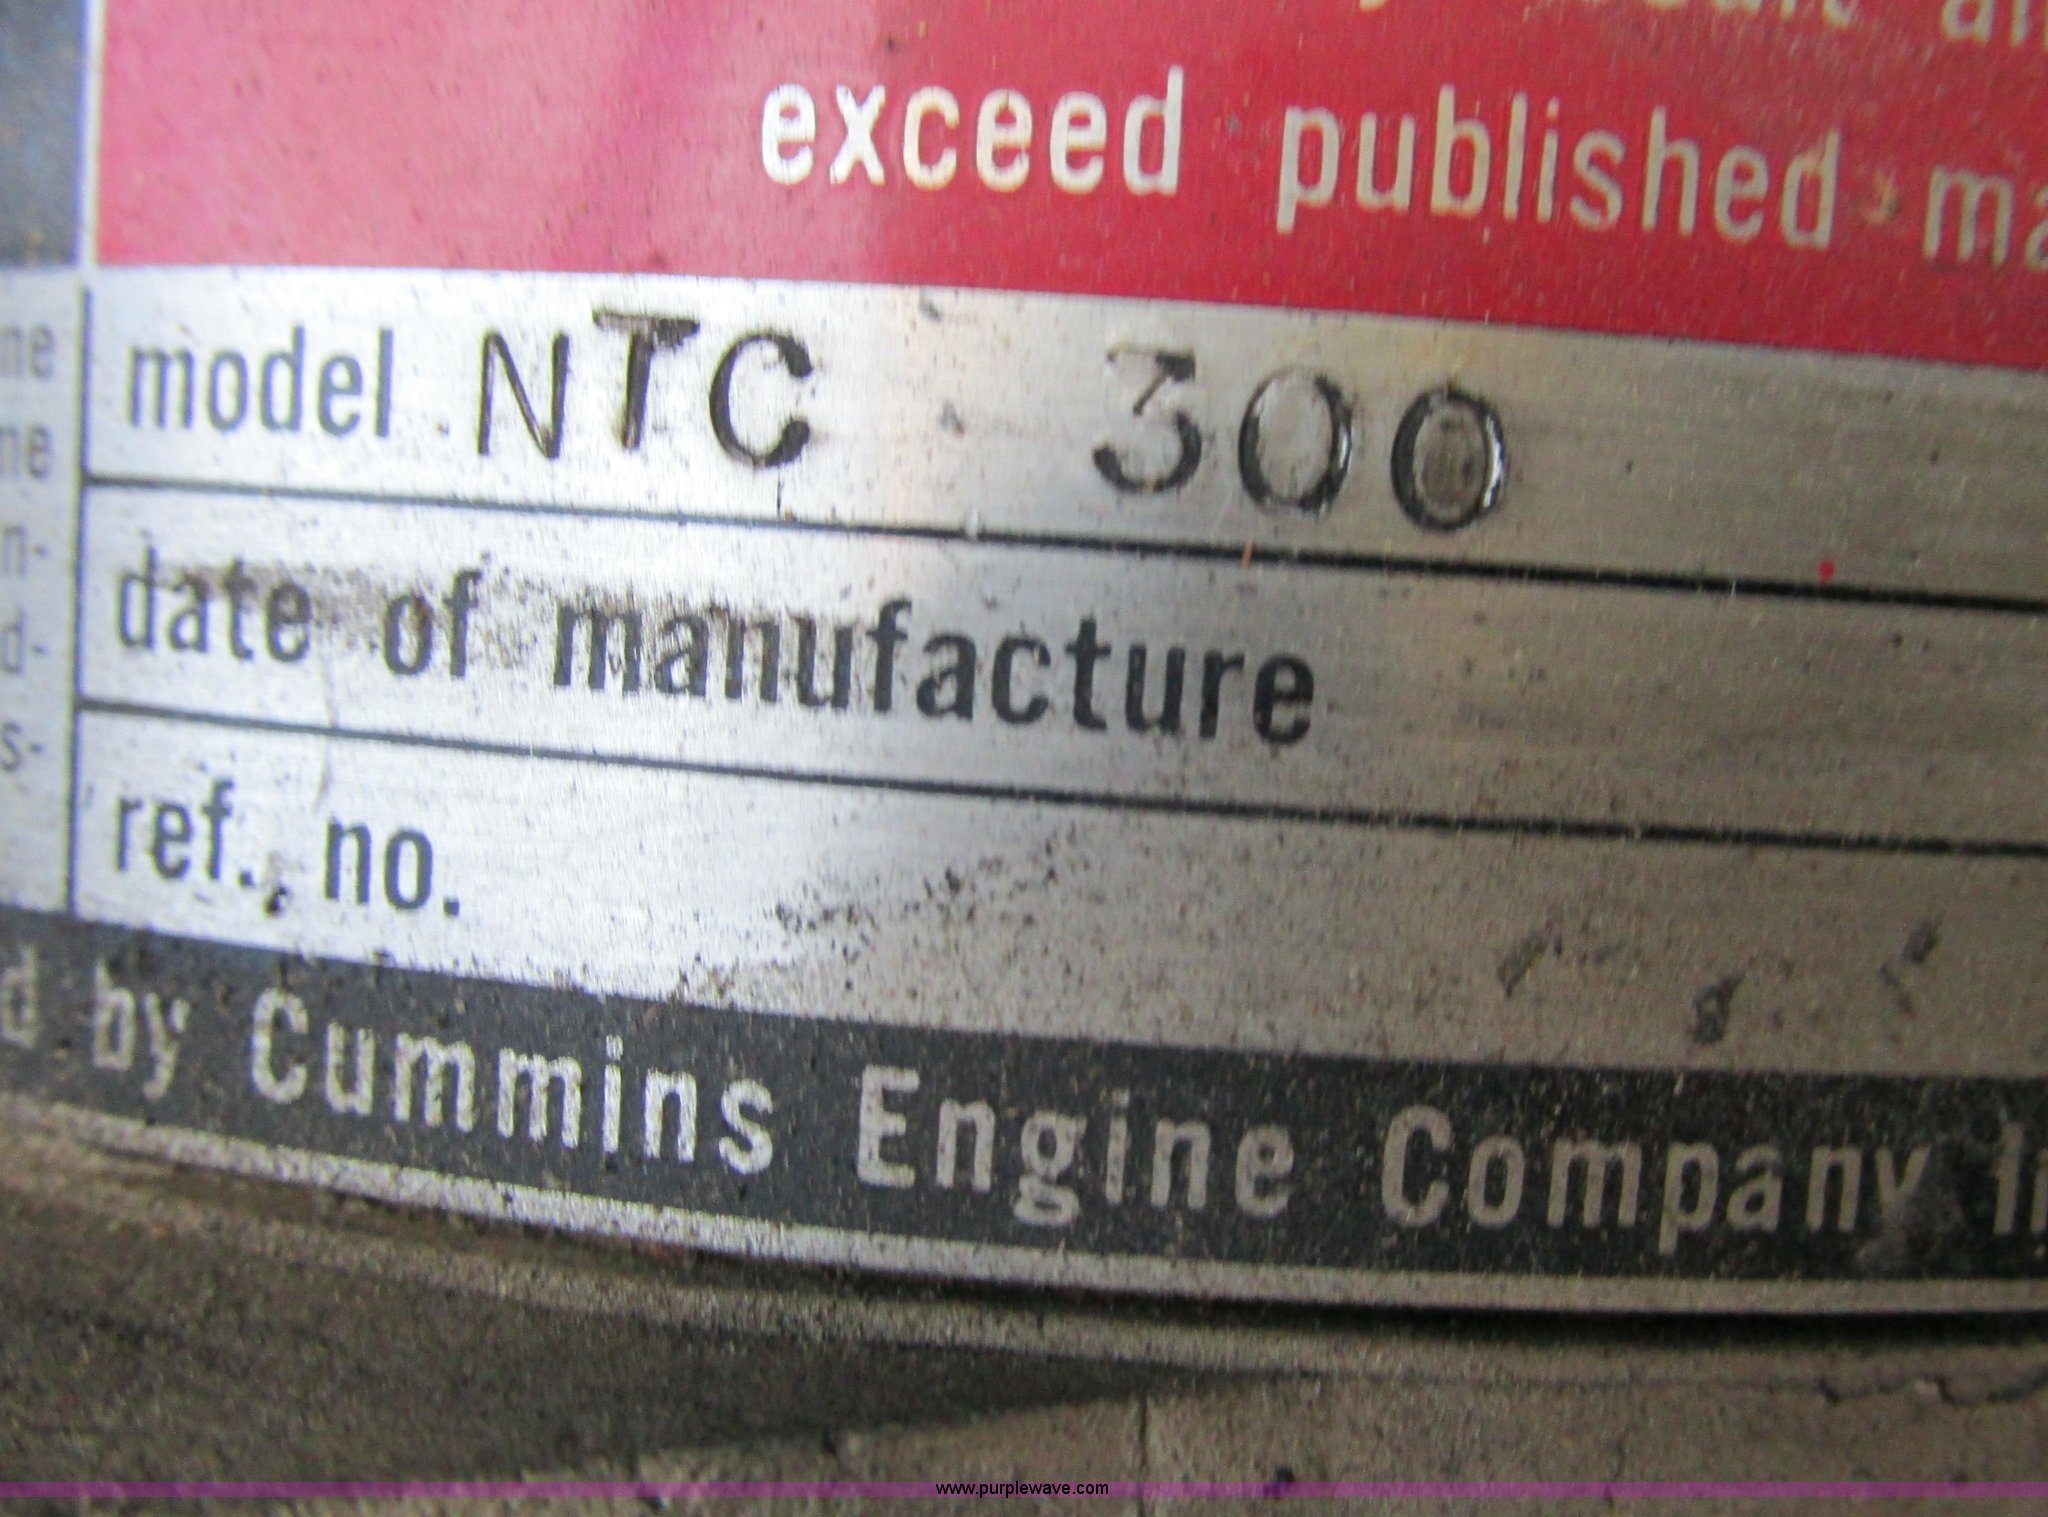 exceed published
model NTC 300
date of manufacture
ref. no.
by Cummins Engine Company
www.purplewave.com